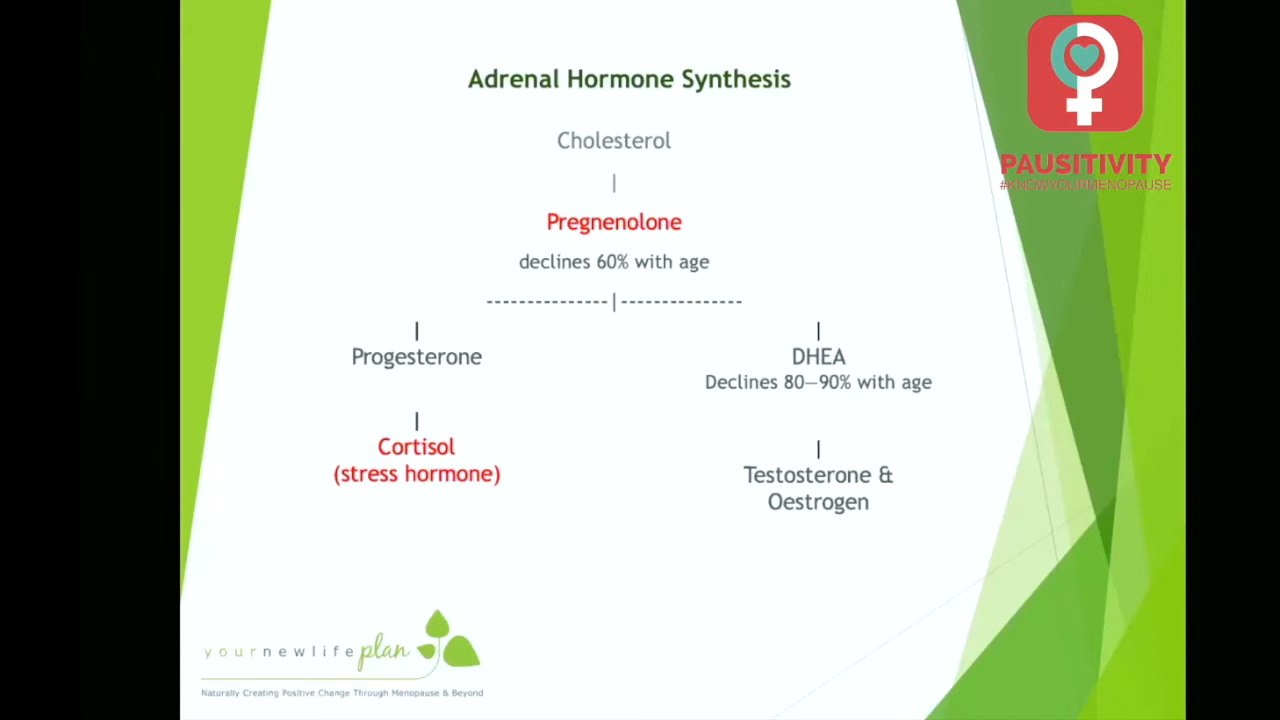 Adrenal Hormone Synthesis
Cholesterol
|
Pregnenolone
declines 60% with age
---------------|---------------
| |
Progesterone DHEA
Declines 80—90% with age
| |
Cortisol
(stress hormone)
Testosterone &
Oestrogen
PAUSITIVITY
#KNOWYOURMENOPAUSE
yournewlifeplan
Naturally Creating Positive Change Through Menopause & Beyond